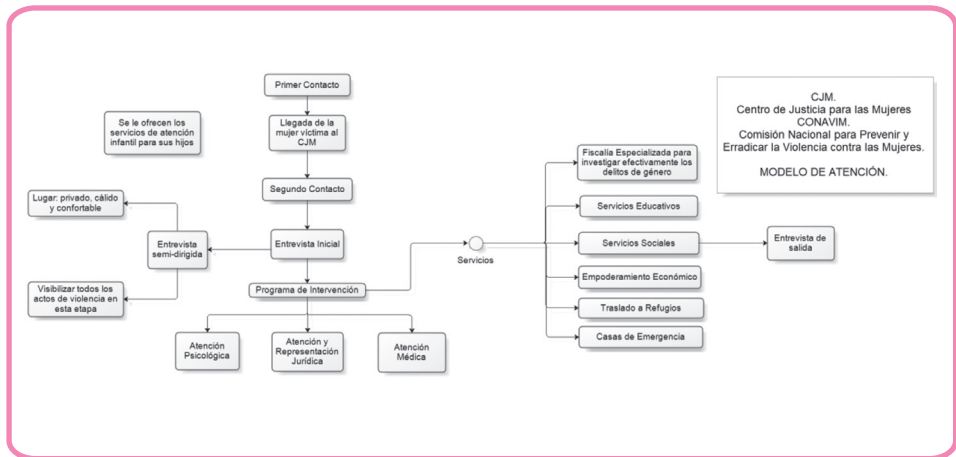 Primer Contacto
Se le ofrecen los
servicios de atención
infantil para sus hijos
Llegada de la
mujer víctima al
CJM
Segundo Contacto
Lugar: privado, cálido
y confortable
Entrevista
semi-dirigida
Entrevista Inicial
Visibilizar todos los
actos de violencia en
esta etapa
Programa de Intervención
Atención
Psicológica
Atención y
Representación
Jurídica
Atención
Médica
Servicios
Fiscalía Especializada para
investigar efectivamente los
delitos de género
Servicios Educativos
Servicios Sociales
Empoderamiento Económico
Traslado a Refugios
Casas de Emergencia
Entrevista de
salida
CJM.
Centro de Justicia para las Mujeres
CONAVIM.
Comisión Nacional para Prevenir y
Erradicar la Violencia contra las Mujeres.
MODELO DE ATENCIÓN.